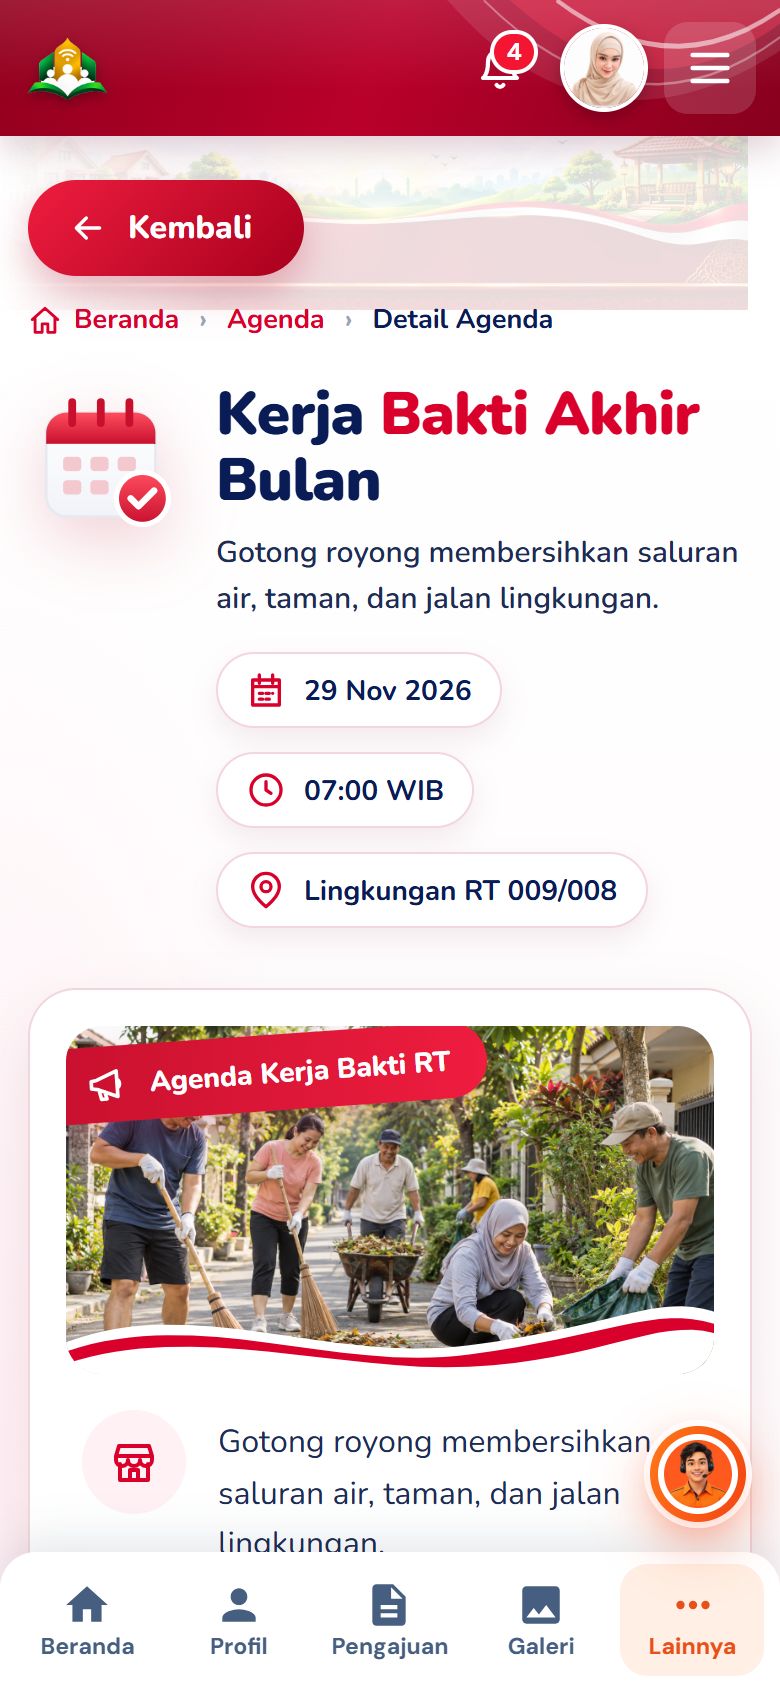 4
Kembali
Beranda › Agenda › Detail Agenda
Kerja Bakti Akhir
Bulan
Gotong royong membersihkan saluran
air, taman, dan jalan lingkungan.
29 Nov 2026
07:00 WIB
Lingkungan RT 009/008
Agenda Kerja Bakti RT
Gotong royong membersihkan
saluran air, taman, dan jalan
lingkungan.
Beranda
Profil
Pengajuan
Galeri
Lainnya